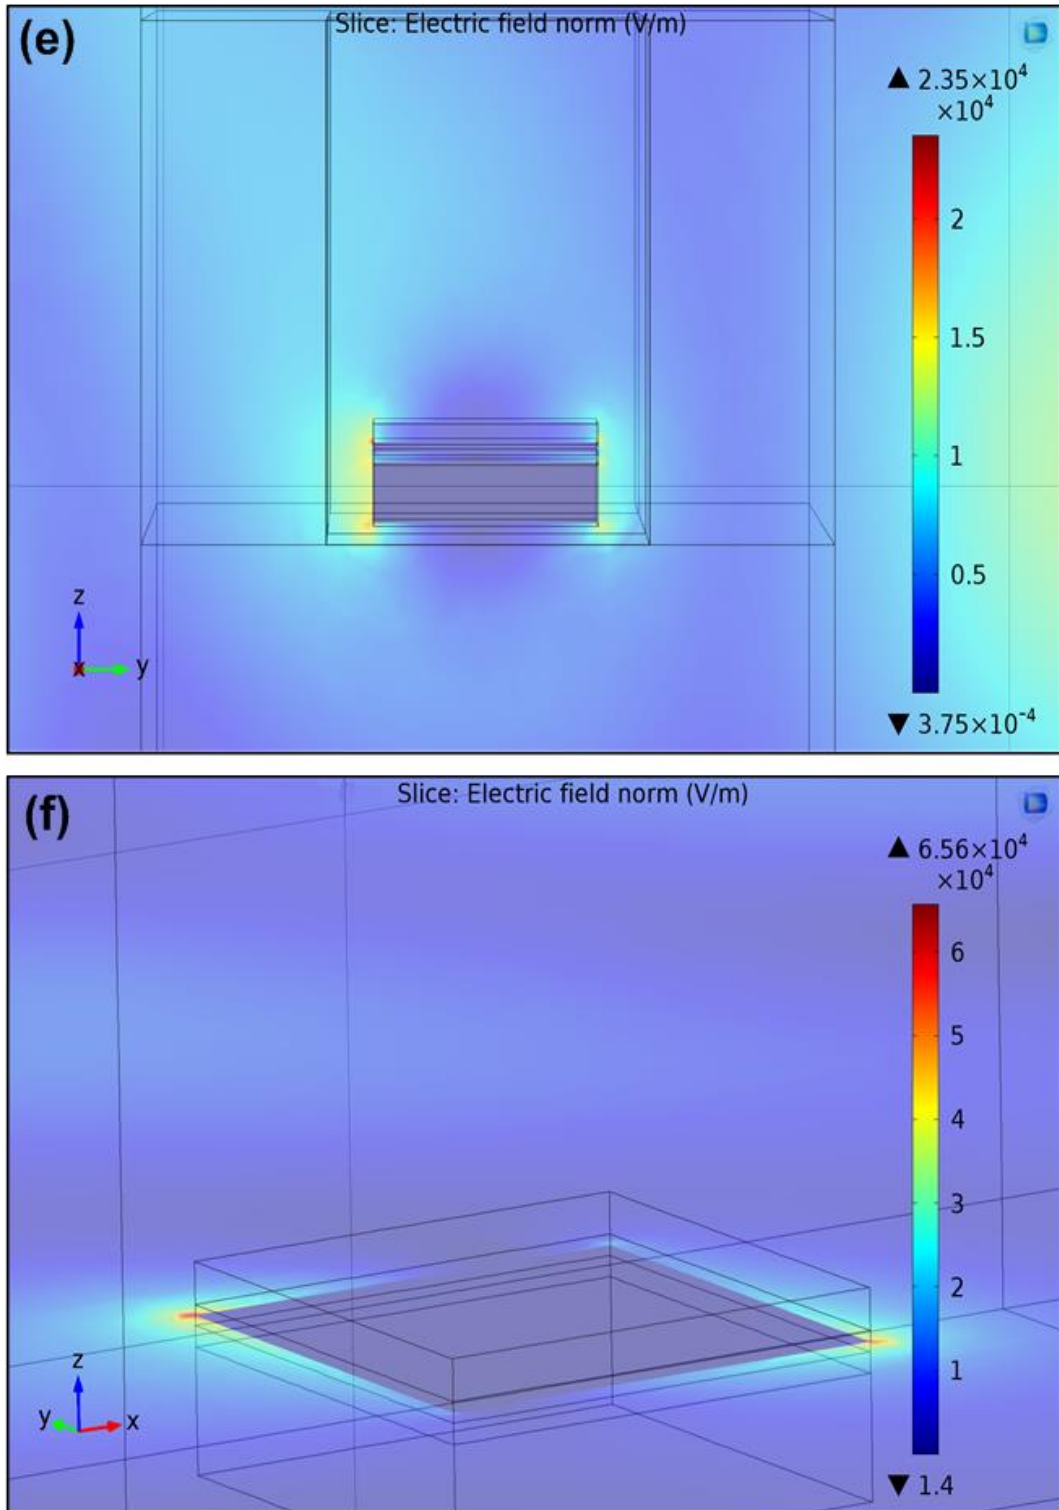 (e)
Slice: Electric field norm (V/m)
▲ 2.35×10⁴
×10⁴
2
1.5
1
0.5
▼ 3.75×10⁻⁴
z
x
y
(f)
Slice: Electric field norm (V/m)
▲ 6.56×10⁴
×10⁴
6
5
4
3
2
1
▼ 1.4
z
y
x